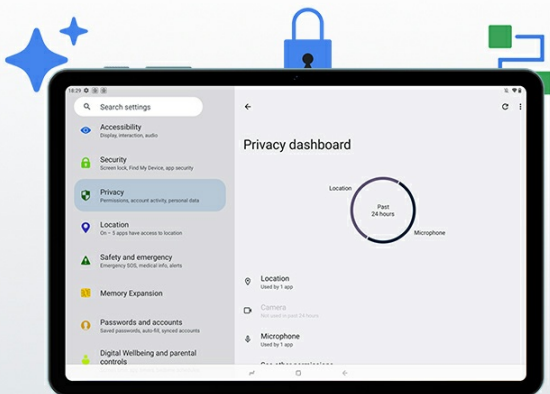 18:29
Search settings
Accessibility
Display, interaction, audio
Security
Screen lock, Find My Device, app security
Privacy
Permissions, account activity, personal data
Location
On – 5 apps have access to location
Safety and emergency
Emergency SOS, medical info, alerts
Memory Expansion
Passwords and accounts
Saved passwords, auto-fill, synced accounts
Digital Wellbeing and parental
controls
Privacy dashboard
Location
Past
24 hours
Microphone
Location
Used by 1 app
Camera
Not used in past 24 hours
Microphone
Used by 1 app